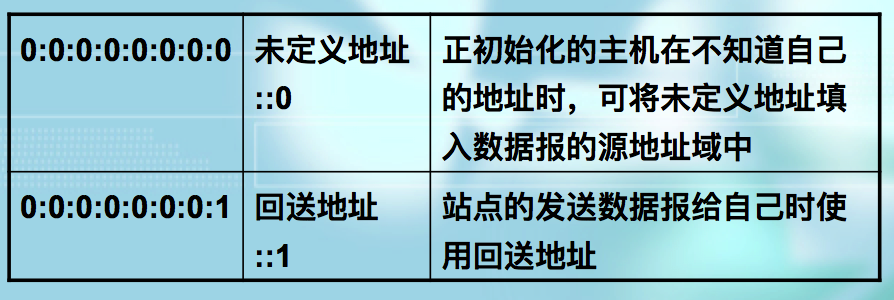 0:0:0:0:0:0:0:0 未定义地址 正初始化的主机在不知道自己
::0 的地址时，可将未定义地址填
入数据报的源地址域中
0:0:0:0:0:0:0:1 回送地址 站点的发送数据报给自己时使
::1 用回送地址